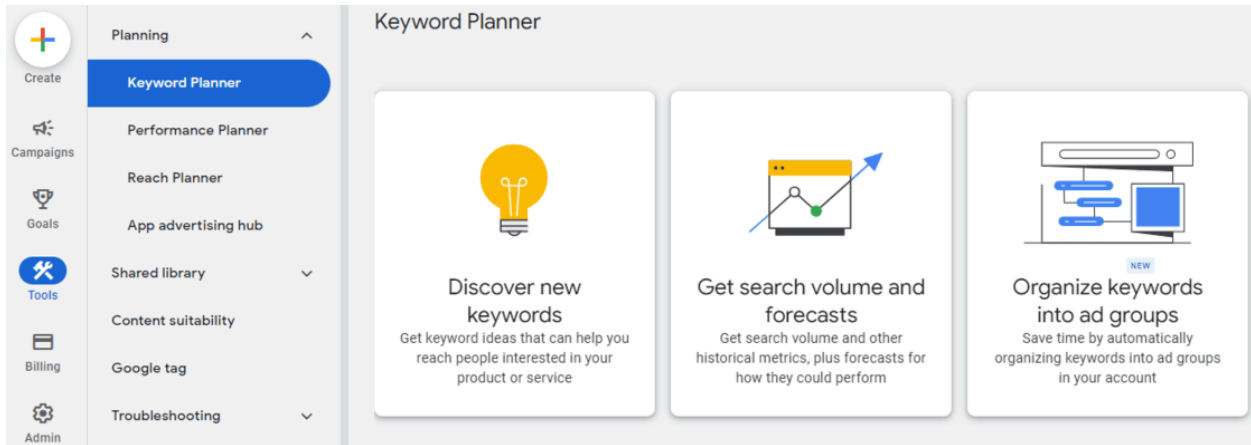 Create
Campaigns
Goals
Tools
Billing
Admin
Planning
Keyword Planner
Performance Planner
Reach Planner
App advertising hub
Shared library
Content suitability
Google tag
Troubleshooting
Keyword Planner
Discover new
keywords
Get keyword ideas that can help you
reach people interested in your
product or service
Get search volume and
forecasts
Get search volume and other
historical metrics, plus forecasts for
how they could perform
NEW
Organize keywords
into ad groups
Save time by automatically
organizing keywords into ad groups
in your account